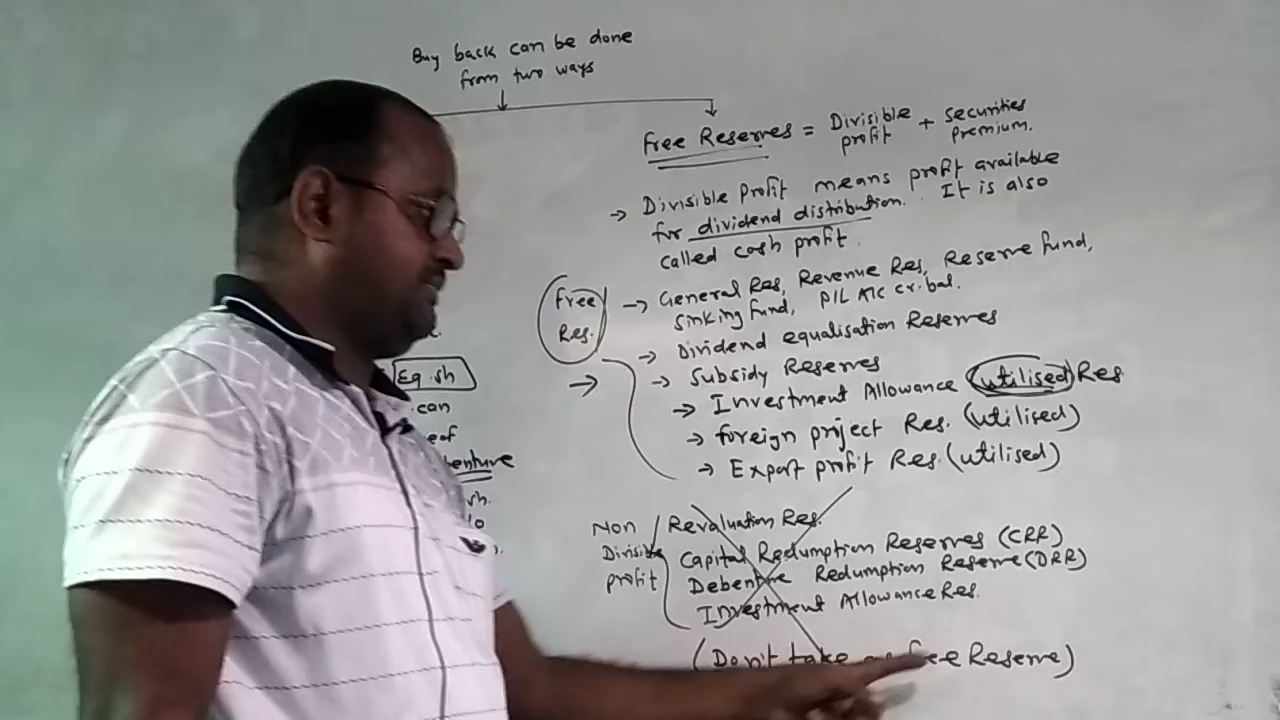 Buy back can be done
from two ways
Free Reserves = Divisible profit + securities premium.
→ Divisible Profit means profit available
for dividend distribution. It is also
called cash profit.
Free Res.
→ General Res, Revenue Res, Reserve fund,
sinking fund, P/L A/C cr. bal.
→ Dividend equalisation Reserves
→ Subsidy Reserves
→ Investment Allowance (utilised) Res
→ foreign project Res. (utilised)
→ Export profit Res. (utilised)
Eq.sh
can
enture
sh.
Non Divisible profit
Revaluation Res.
Capital Redumption Reserves (CRR)
Debenture Redumption Reserve (DRR)
Investment Allowance Res.
(Don't take as free Reserve)